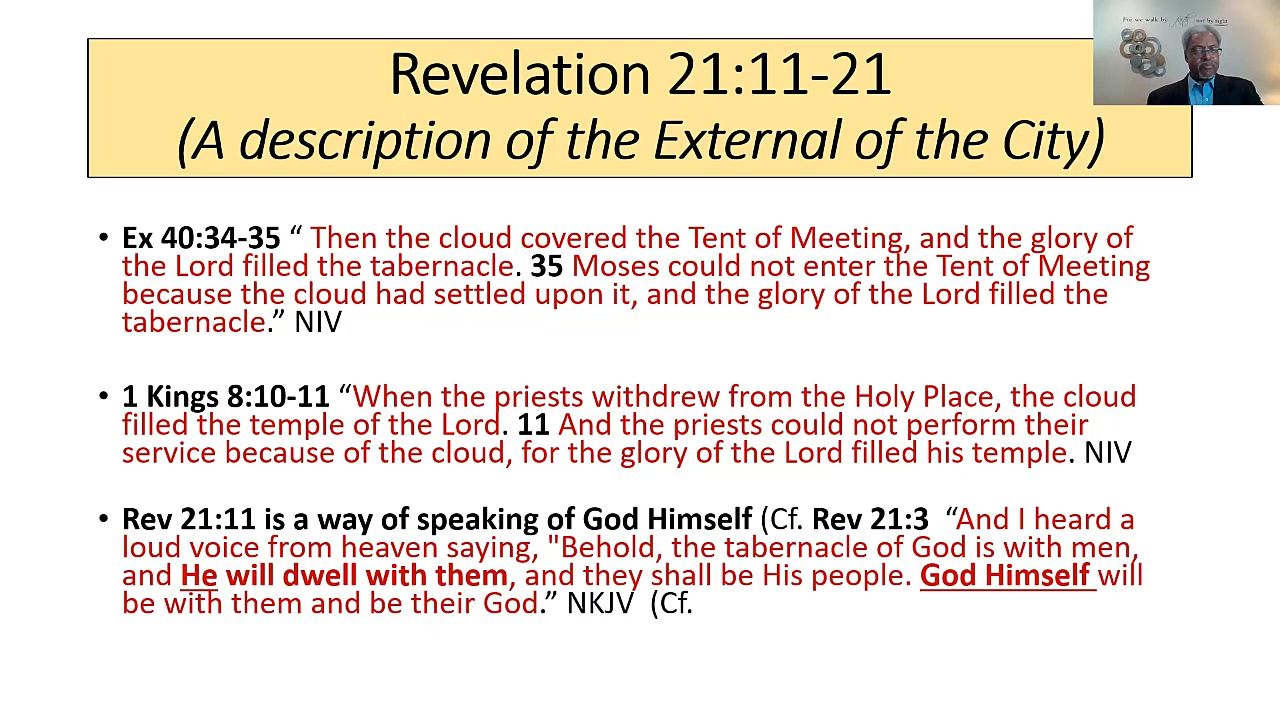 For we walk by faith not by sight
Revelation 21:11-21
(A description of the External of the City)
• Ex 40:34-35 “ Then the cloud covered the Tent of Meeting, and the glory of
the Lord filled the tabernacle. 35 Moses could not enter the Tent of Meeting
because the cloud had settled upon it, and the glory of the Lord filled the
tabernacle.” NIV
• 1 Kings 8:10-11 “When the priests withdrew from the Holy Place, the cloud
filled the temple of the Lord. 11 And the priests could not perform their
service because of the cloud, for the glory of the Lord filled his temple. NIV
• Rev 21:11 is a way of speaking of God Himself (Cf. Rev 21:3 “And I heard a
loud voice from heaven saying, "Behold, the tabernacle of God is with men,
and He will dwell with them, and they shall be His people. God Himself will
be with them and be their God.” NKJV (Cf.